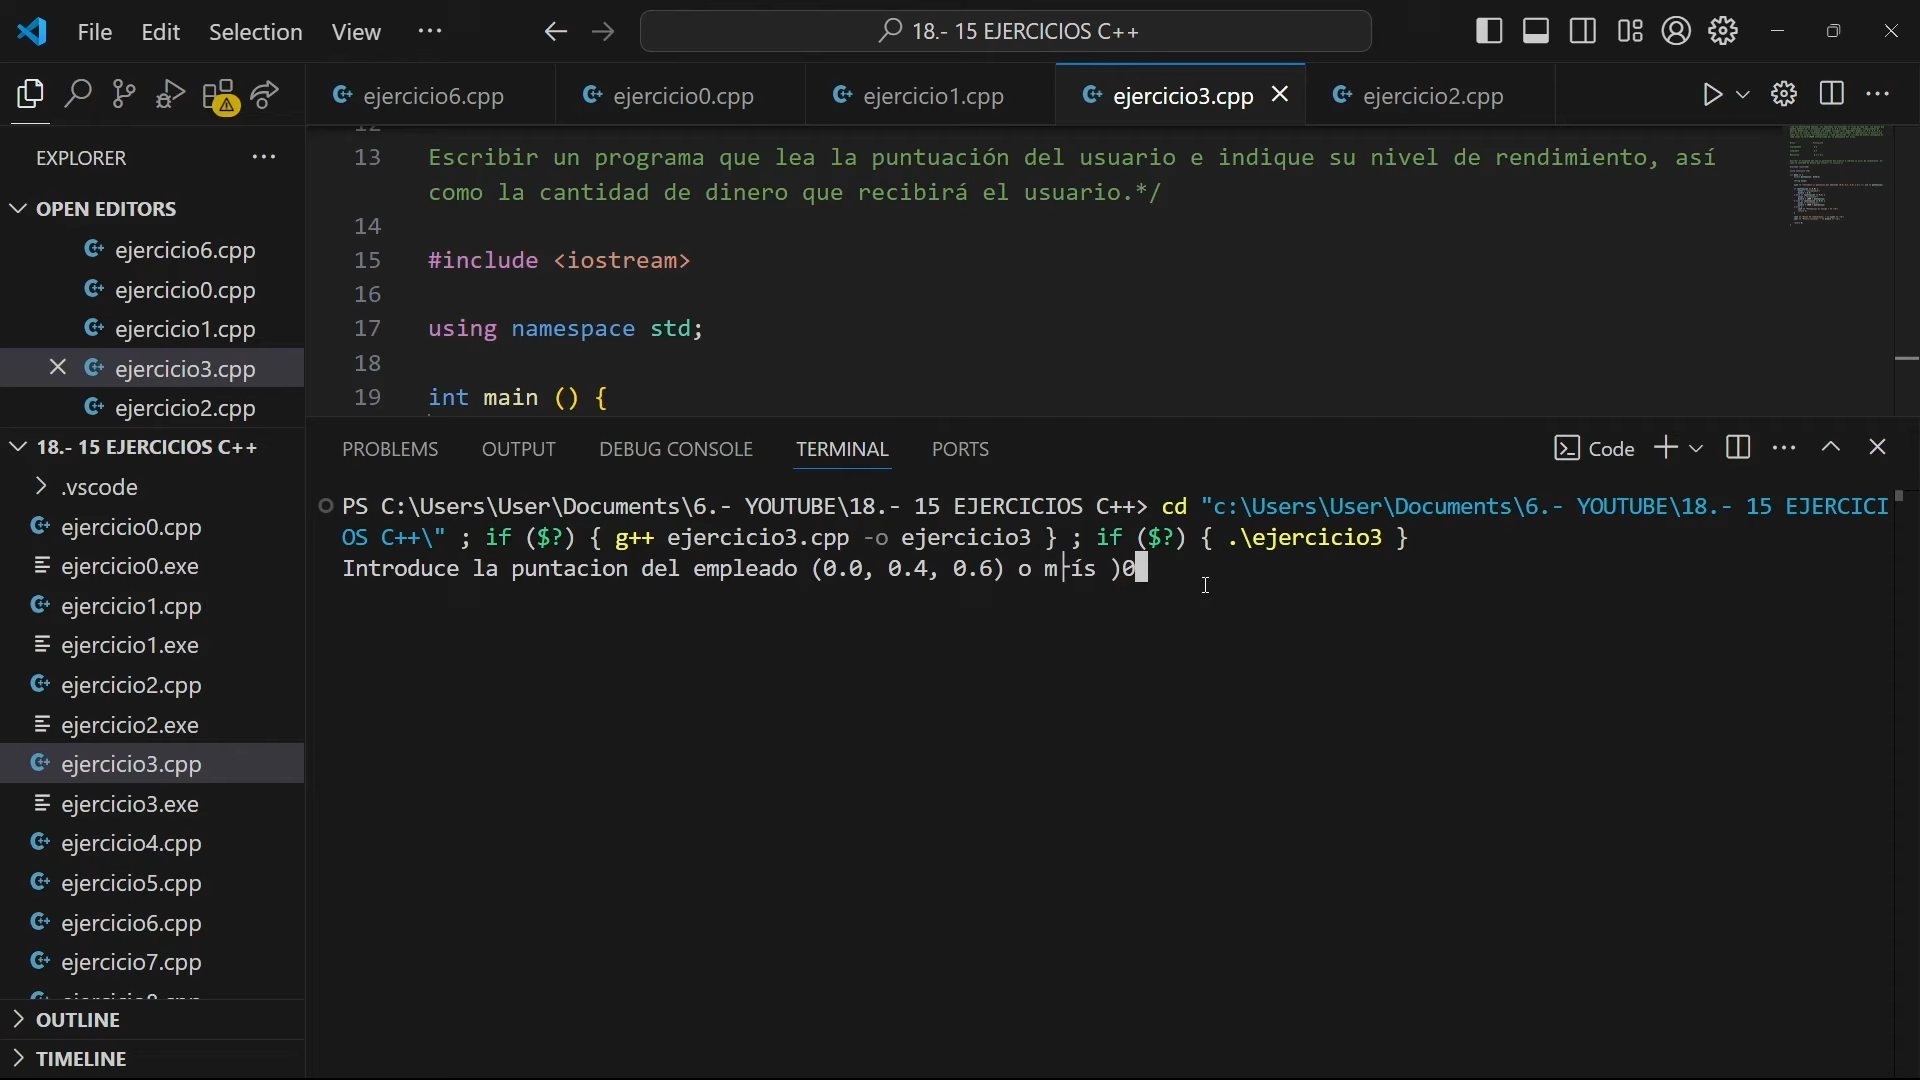 File Edit Selection View ··· 18.- 15 EJERCICIOS C++
ejercicio6.cpp ejercicio0.cpp ejercicio1.cpp ejercicio3.cpp ejercicio2.cpp
EXPLORER
OPEN EDITORS
ejercicio6.cpp
ejercicio0.cpp
ejercicio1.cpp
ejercicio3.cpp
ejercicio2.cpp
18.- 15 EJERCICIOS C++
.vscode
ejercicio0.cpp
ejercicio0.exe
ejercicio1.cpp
ejercicio1.exe
ejercicio2.cpp
ejercicio2.exe
ejercicio3.cpp
ejercicio3.exe
ejercicio4.cpp
ejercicio5.cpp
ejercicio6.cpp
ejercicio7.cpp
OUTLINE
TIMELINE
12
13 Escribir un programa que lea la puntuación del usuario e indique su nivel de rendimiento, así
como la cantidad de dinero que recibirá el usuario.*/
14
15 #include <iostream>
16
17 using namespace std;
18
19 int main () {
PROBLEMS OUTPUT DEBUG CONSOLE TERMINAL PORTS Code
PS C:\Users\User\Documents\6.- YOUTUBE\18.- 15 EJERCICIOS C++> cd "c:\Users\User\Documents\6.- YOUTUBE\18.- 15 EJERCICI
OS C++\" ; if ($?) { g++ ejercicio3.cpp -o ejercicio3 } ; if ($?) { .\ejercicio3 }
Introduce la puntacion del empleado (0.0, 0.4, 0.6) o m├ís )0